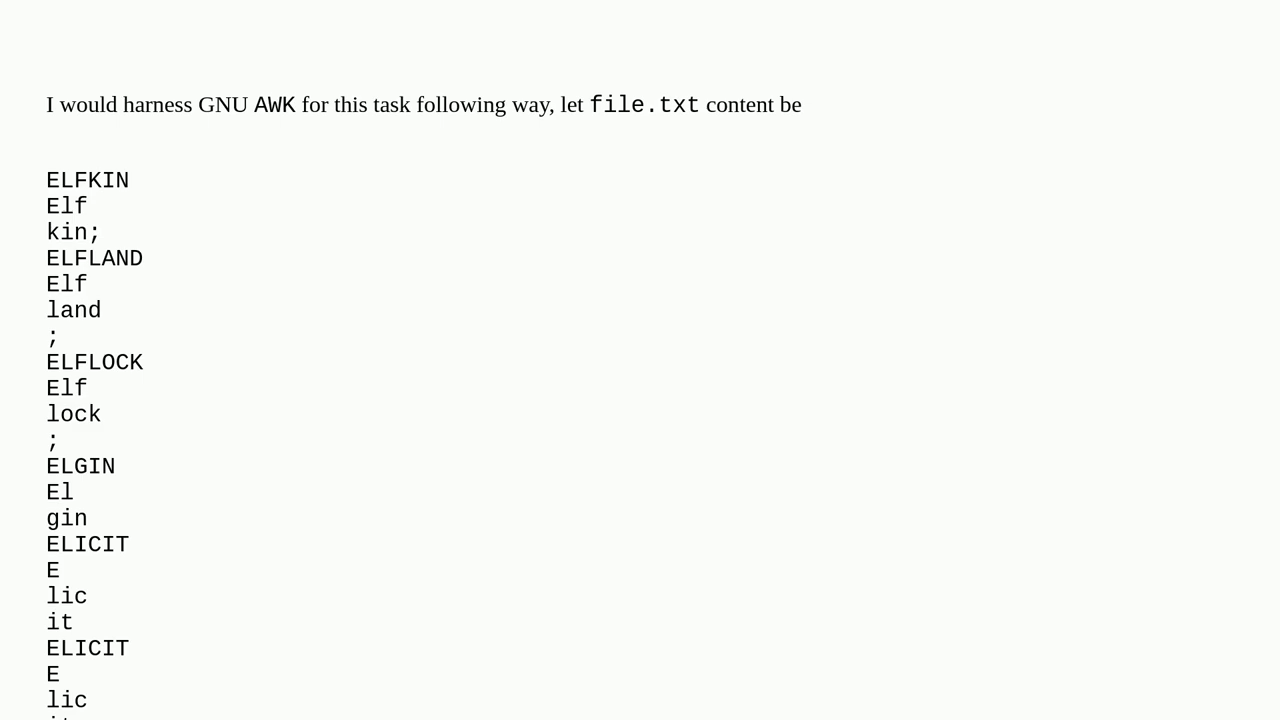 I would harness GNU AWK for this task following way, let file.txt content be
ELFKIN
Elf
kin;
ELFLAND
Elf
land
;
ELFLOCK
Elf
lock
;
ELGIN
El
gin
ELICIT
E
lic
it
ELICIT
E
lic